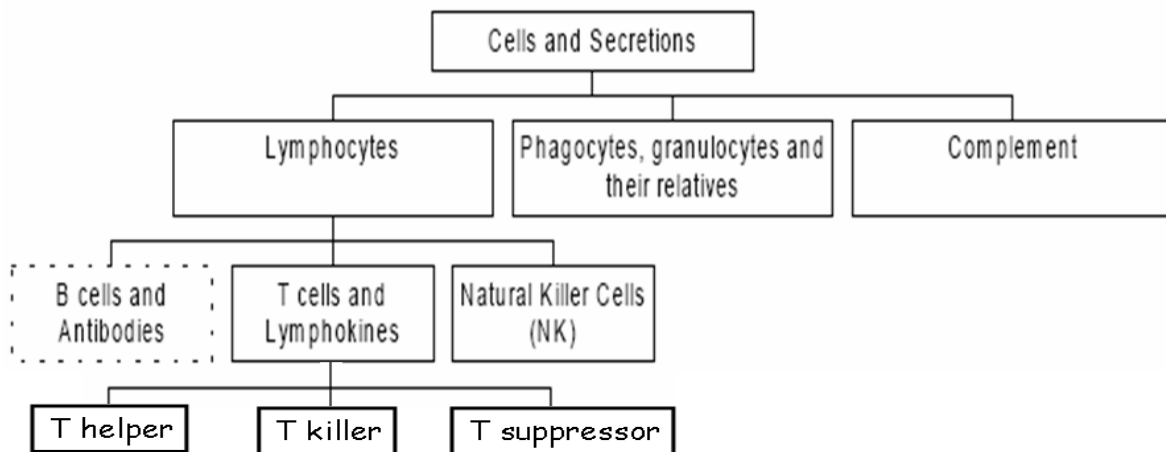 Cells and Secretions
Lymphocytes
Phagocytes, granulocytes and
their relatives
Complement
B cells and
Antibodies
T cells and
Lymphokines
Natural Killer Cells
(NK)
T helper
T killer
T suppressor